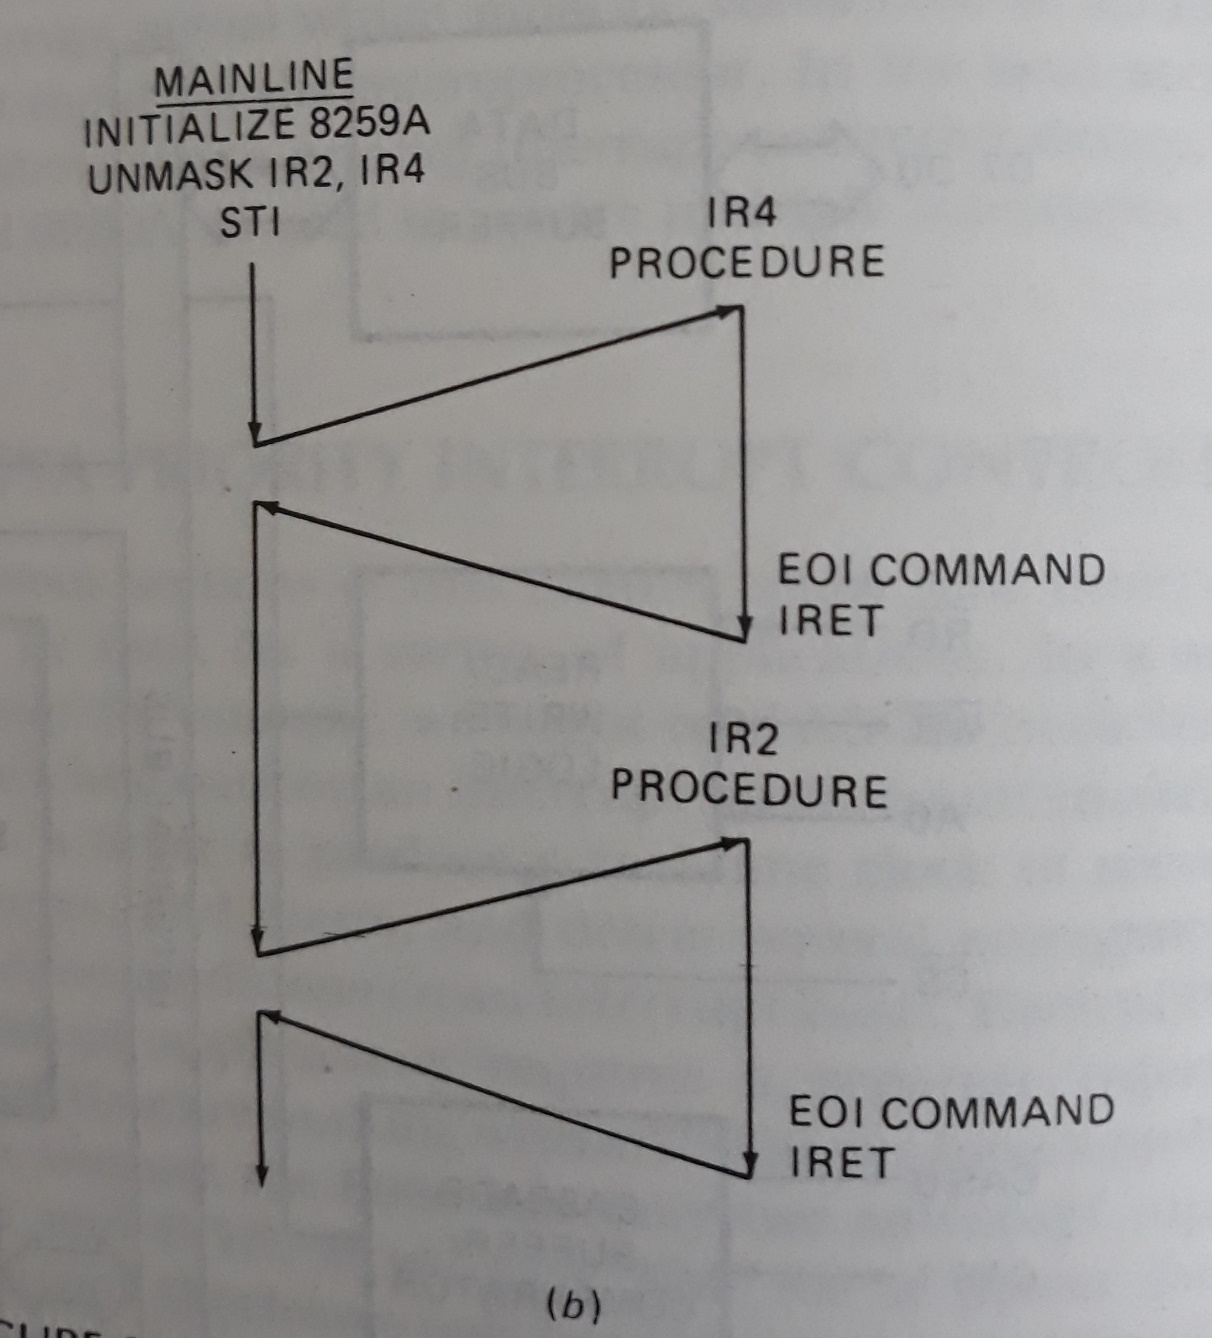 MAINLINE
INITIALIZE 8259A
UNMASK IR2, IR4
STI
IR4
PROCEDURE
EOI COMMAND
IRET
IR2
PROCEDURE
EOI COMMAND
IRET
(b)